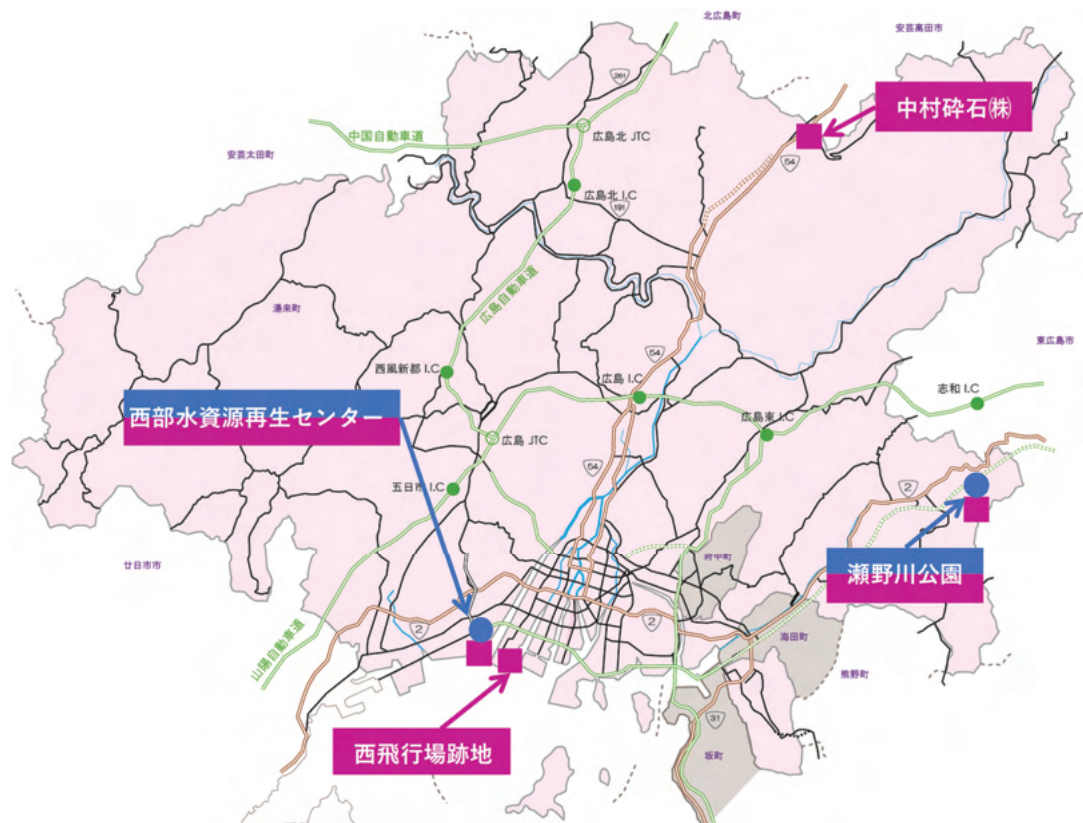 北広島町
安芸高田市
261
中村砕石㈱
中国自動車道
広島北 JTC
54
安芸太田町
広島北 I.C
191
広島自動車道
湯来町
東広島市
54
西風新都 I.C
広島 I.C
志和 I.C
西部水資源再生センター
広島東 I.C
広島 JTC
54
五日市 I.C
2
府中町
瀬野川公園
廿日市市
2
2
海田町
山陽自動車道
熊野町
西飛行場跡地
31
坂町